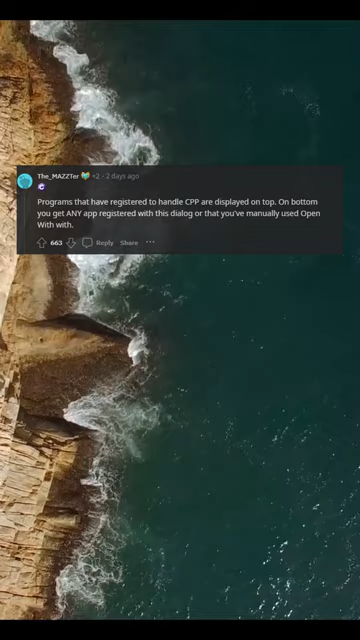 The_MAZZTer +2 · 2 days ago
Programs that have registered to handle CPP are displayed on top. On bottom
you get ANY app registered with this dialog or that you've manually used Open
With with.
663 Reply Share ···